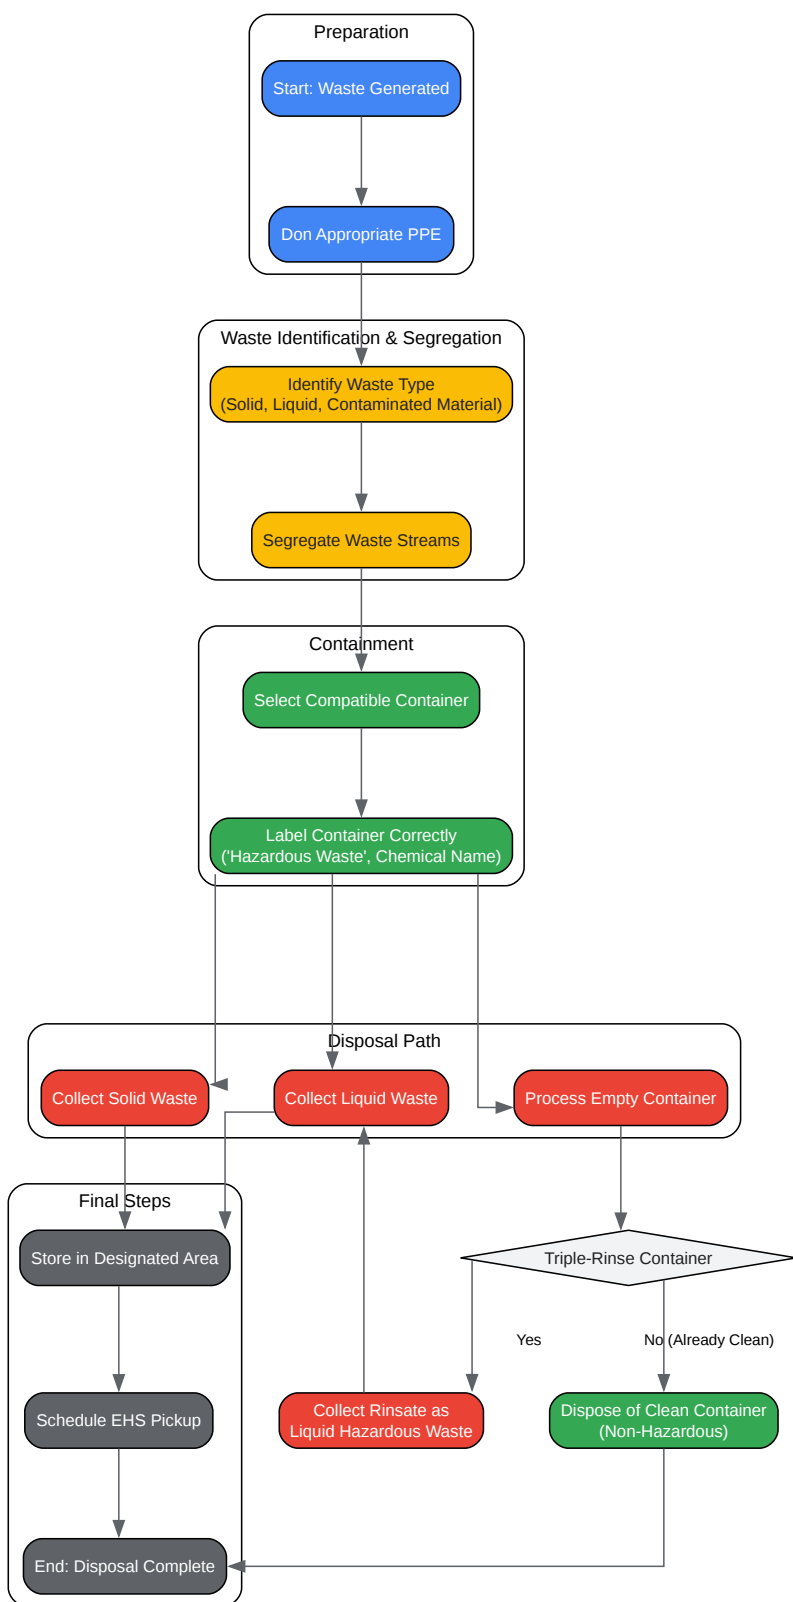 Preparation
Start: Waste Generated
Don Appropriate PPE
Waste Identification & Segregation
Identify Waste Type
(Solid, Liquid, Contaminated Material)
Segregate Waste Streams
Containment
Select Compatible Container
Label Container Correctly
('Hazardous Waste', Chemical Name)
Disposal Path
Collect Solid Waste
Collect Liquid Waste
Process Empty Container
Final Steps
Store in Designated Area
Triple-Rinse Container
Yes
No (Already Clean)
Schedule EHS Pickup
Collect Rinsate as
Liquid Hazardous Waste
Dispose of Clean Container
(Non-Hazardous)
End: Disposal Complete